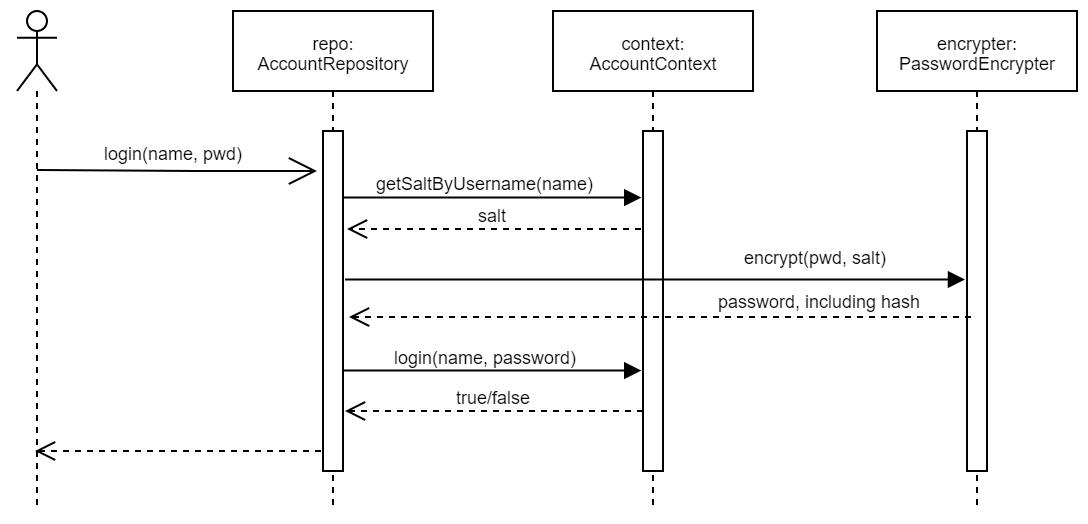 repo:
AccountRepository
context:
AccountContext
encrypter:
PasswordEncrypter
login(name, pwd)
getSaltByUsername(name)
salt
encrypt(pwd, salt)
password, including hash
login(name, password)
true/false